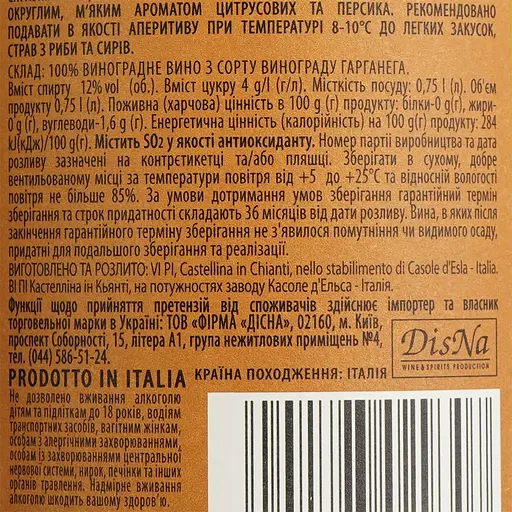 ОКРУГЛИМ, М'ЯКИМ АРОМАТОМ ЦИТРУСОВИХ ТА ПЕРСИКА. РЕКОМЕНДОВАНО
ПОДАВАТИ В ЯКОСТІ АПЕРИТИВУ ПРИ ТЕМПЕРАТУРІ 8-10°С ДО ЛЕГКИХ ЗАКУСОК,
СТРАВ З РИБИ ТА СИРІВ.
СКЛАД: 100% ВИНОГРАДНЕ ВИНО З СОРТУ ВИНОГРАДУ ГАРГАНЕГА.
Вміст спирту 12% vol (об.). Вміст цукру 4 g/l (г/л). Місткість посуду: 0,75 l (л). Об'єм
продукту 0,75 l (л). Поживна (харчова) цінність в 100 g (г) продукту: білки-0 g(г), жири-
0 g (г), вуглеводи-1,6 g (г). Енергетична цінність (калорійність) на 100 g(г) продукту: 284
kJ(кДж)/100 g(г). Містить SO₂ у якості антиоксиданту. Номер партії виробництва та дата
розливу зазначені на контретикетці та/або пляшці. Зберігати в сухому, добре
вентильованому місці за температури повітря від +5 до +25°С та відносній вологості
повітря не більше 85%. За умови дотримання умов зберігання гарантійний термін
зберігання та строк придатності складають 36 місяців від дати розливу. Вина, в яких після
закінчення гарантійного терміну зберігання не з'явилося помутніння чи видимого осаду,
придатні для подальшого зберігання та реалізації.
ВИГОТОВЛЕНО ТА РОЗЛИТО: VI PI, Castellina in Chianti, nello stabilimento di Casole d'Elsa - Italia.
ВІ ПІ Кастелліна ін Кьянті, на потужностях заводу Касоле д'Ельса - Італія.
Функції щодо прийняття претензій від споживачів здійснює імпортер та власник
торговельної марки в Україні: ТОВ «ФІРМА «ДІСНА», 02160, м. Київ,
проспект Соборності, 15, літера А1, група нежитлових приміщень №4,
тел. (044) 586-51-24.
DisNa
WINE & SPIRITS PRODUCTION
PRODOTTO IN ITALIA КРАЇНА ПОХОДЖЕННЯ: ІТАЛІЯ
Не дозволено вживання алкоголю
дітям та підліткам до 18 років, водіям
транспортних засобів, вагітним жінкам,
особам з алергічними захворюваннями,
особам із захворюваннями центральної
нервової системи, нирок, печінки та інших
органів травлення. Надмірне вживання
алкоголю шкодить вашому здоров'ю.